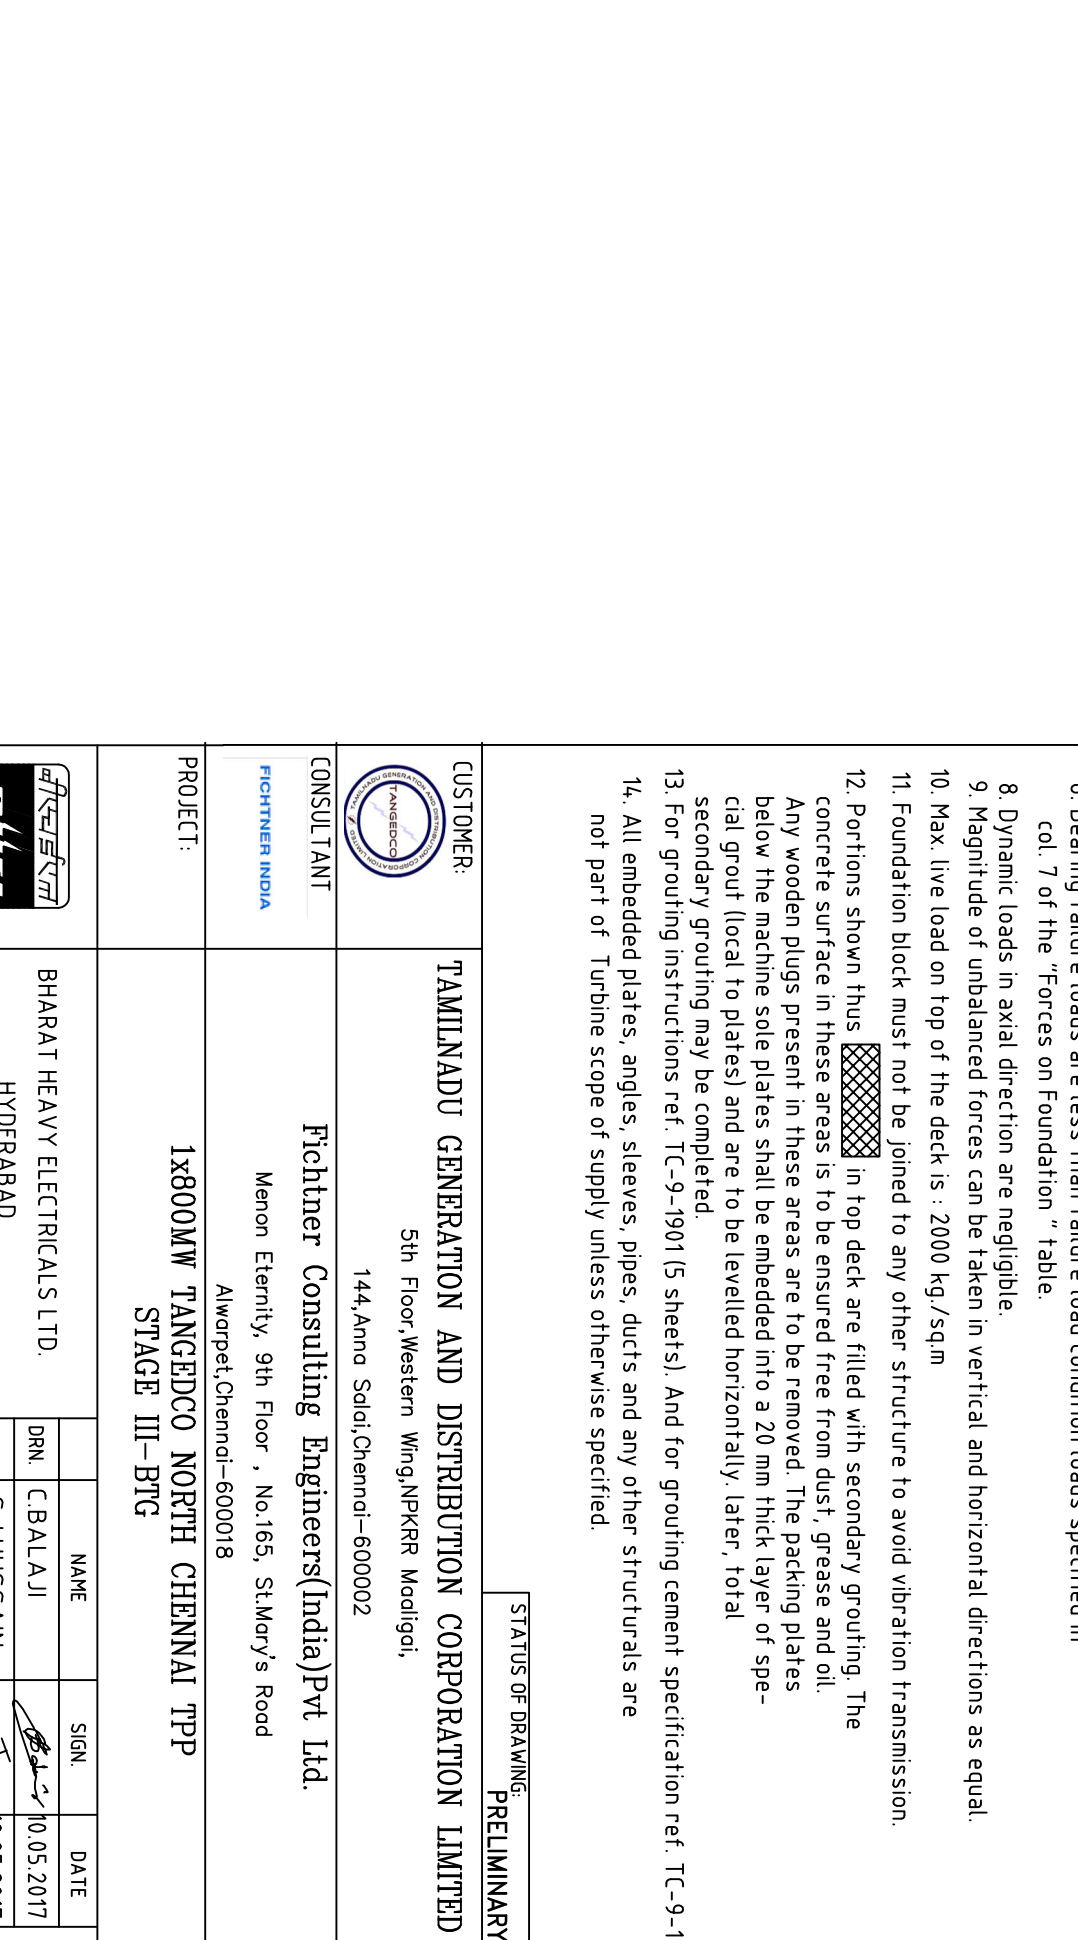 col. 7 of the "Forces on Foundation " table.
8. Dynamic loads in axial direction are negligible.
9. Magnitude of unbalanced forces can be taken in vertical and horizontal directions as equal.
10. Max. live load on top of the deck is : 2000 kg./sq.m
11. Foundation block must not be joined to any other structure to avoid vibration transmission.
12. Portions shown thus in top deck are filled with secondary grouting. The
concrete surface in these areas is to be ensured free from dust, grease and oil.
Any wooden plugs present in these areas are to be removed. The packing plates
below the machine sole plates shall be embedded into a 20 mm thick layer of spe-
cial grout (local to plates) and are to be levelled horizontally. later, total
secondary grouting may be completed.
13. For grouting instructions ref. TC-9-1901 (5 sheets). And for grouting cement specification ref. TC-9-1
14. All embedded plates, angles, sleeves, pipes, ducts and any other structurals are
not part of Turbine scope of supply unless otherwise specified.
STATUS OF DRAWING:
PRELIMINARY
CUSTOMER:
TAMILNADU GENERATION AND DISTRIBUTION CORPORATION LIMITED
TANGEDCO
TAMILNADU GENERATION AND DISTRIBUTION CORPORATION LIMITED
5th Floor,Western Wing,NPKRR Maaligai,
144,Anna Salai,Chennai-600002
CONSULTANT
FICHTNER INDIA
Fichtner Consulting Engineers(India)Pvt Ltd.
Menon Eternity, 9th Floor , No.165, St.Mary's Road
Alwarpet,Chennai-600018
PROJECT:
1x800MW TANGEDCO NORTH CHENNAI TPP
STAGE III-BTG
बीएचईएल
BHARAT HEAVY ELECTRICALS LTD.
HYDERABAD
NAME SIGN. DATE
DRN. C.BALAJI 10.05.2017